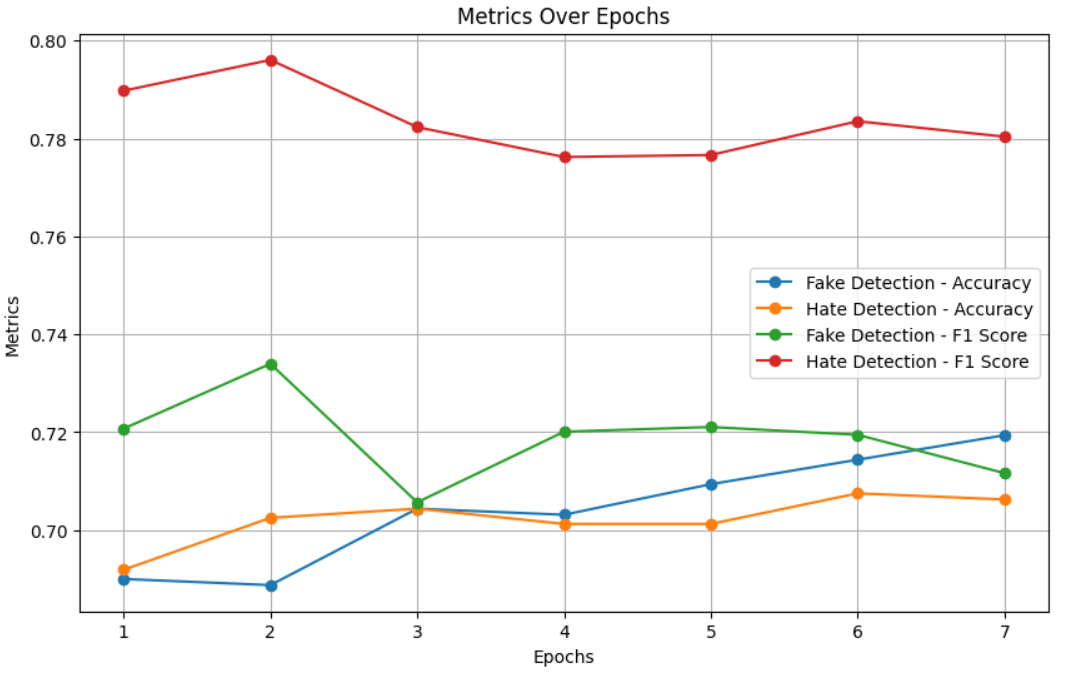 Metrics Over Epochs
0.80
0.78
0.76
0.74
0.72
0.70
Metrics
Fake Detection - Accuracy
Hate Detection - Accuracy
Fake Detection - F1 Score
Hate Detection - F1 Score
1 2 3 4 5 6 7
Epochs